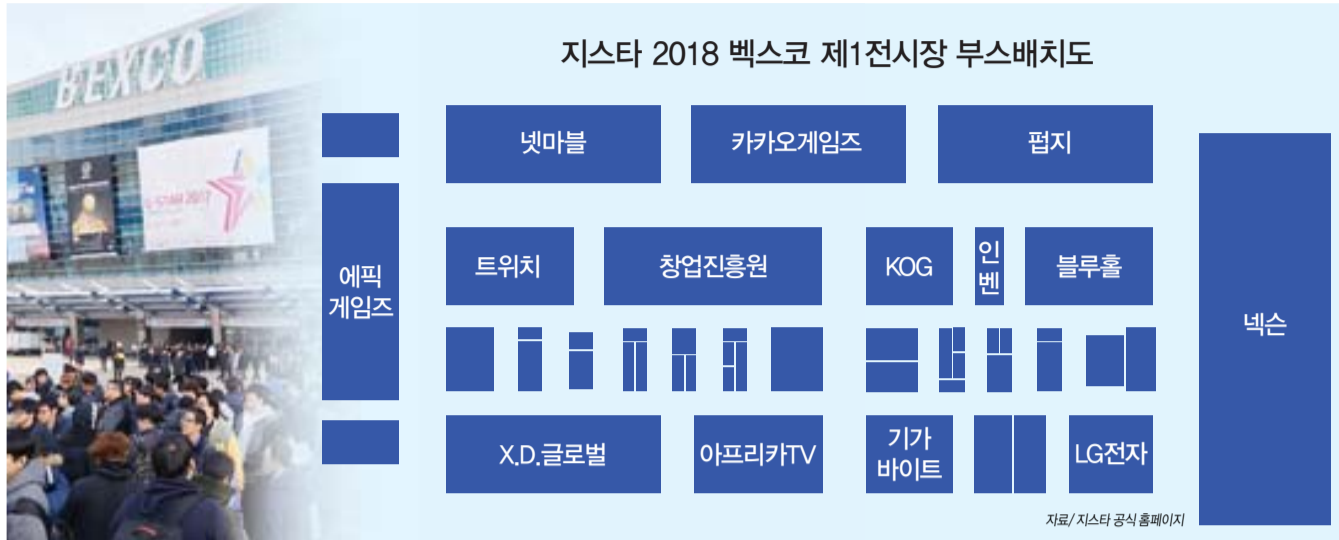 지스타 2018 벡스코 제1전시장 부스배치도
BEXCO
G-STAR 2017
넷마블
카카오게임즈
펍지
에픽
게임즈
트위치
창업진흥원
KOG
인
벤
블루홀
넥슨
X.D.글로벌
아프리카TV
기가
바이트
LG전자
자료/ 지스타 공식 홈페이지